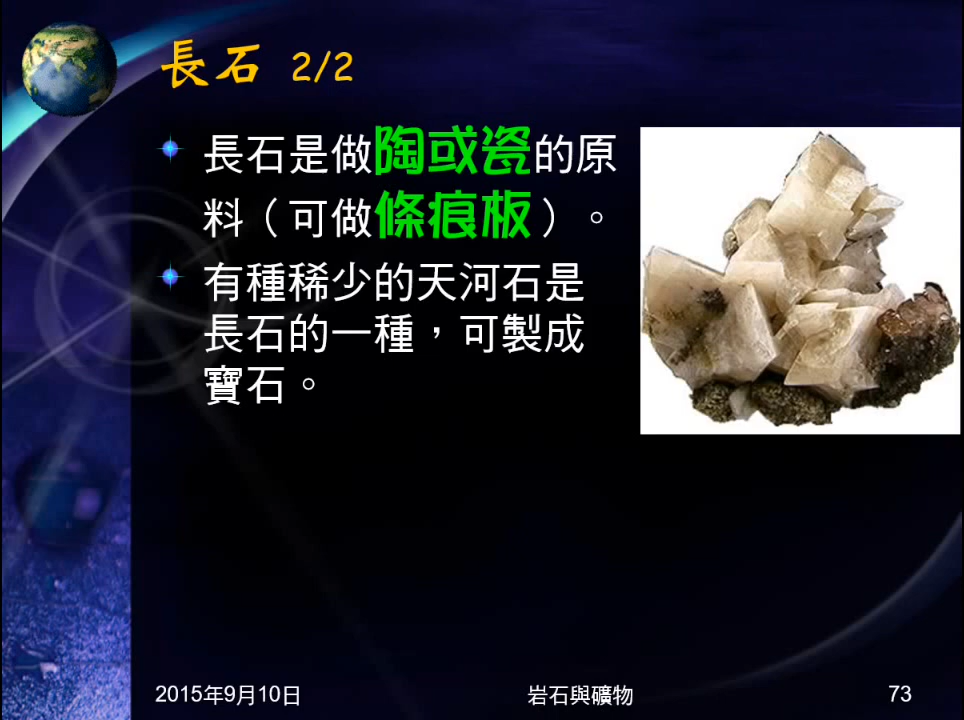 長石 2/2
長石是做陶或瓷的原
料（可做條痕板）。
有種稀少的天河石是
長石的一種，可製成
寶石。
2015年9月10日
岩石與礦物
73